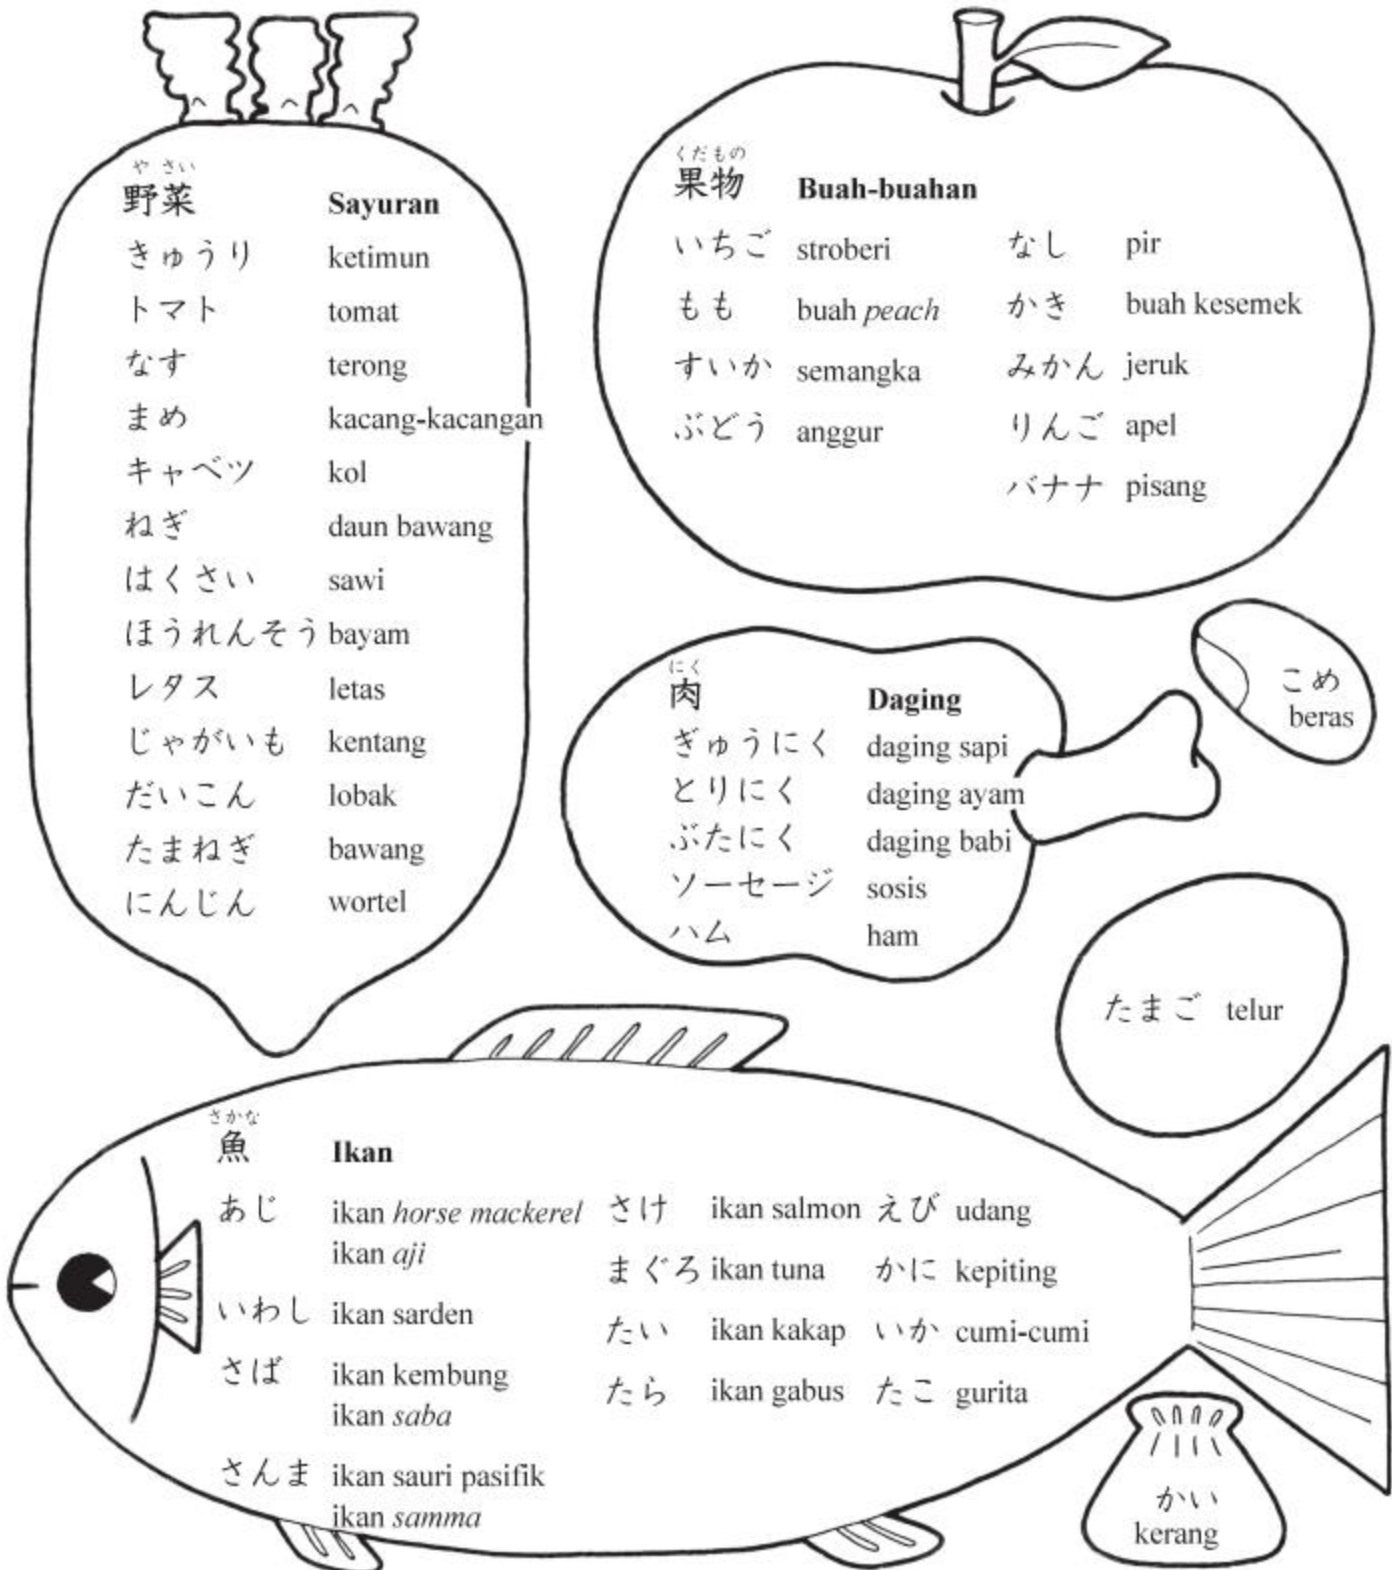 や さい
野菜 Sayuran
きゅうり ketimun
トマト tomat
なす terong
まめ kacang-kacangan
キャベツ kol
ねぎ daun bawang
はくさい sawi
ほうれんそう bayam
レタス letas
じゃがいも kentang
だいこん lobak
たまねぎ bawang
にんじん wortel
くだもの
果物 Buah-buahan
いちご stroberi なし pir
もも buah peach かき buah kesemek
すいか semangka みかん jeruk
ぶどう anggur りんご apel
バナナ pisang
にく
肉 Daging
ぎゅうにく daging sapi
とりにく daging ayam
ぶたにく daging babi
ソーセージ sosis
ハム ham
こめ
beras
たまご telur
さかな
魚 Ikan
あじ ikan horse mackerel
ikan aji
いわし ikan sarden
さば ikan kembung
ikan saba
さんま ikan sauri pasifik
ikan samma
さけ ikan salmon
まぐろ ikan tuna
たい ikan kakap
たら ikan gabus
えび udang
かに kepiting
いか cumi-cumi
たこ gurita
かい
kerang